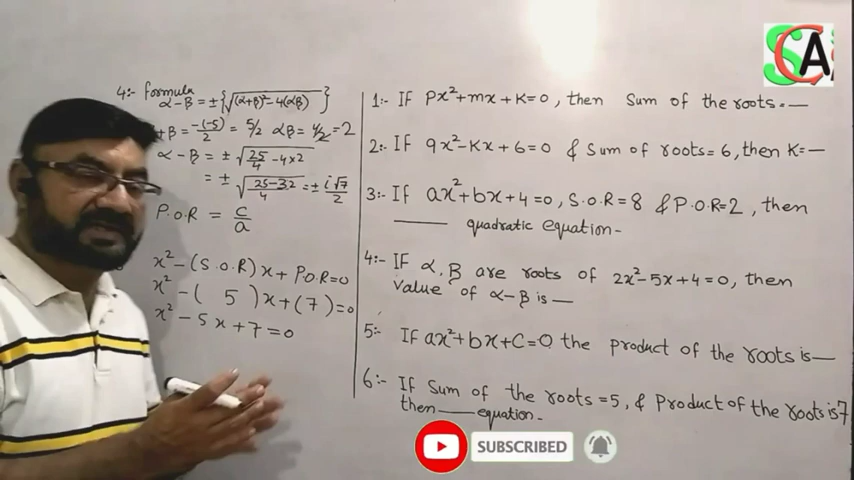 4:- formula
α-β = ±{√(α+β)²-4(αβ)}
+β = -(-5)/2 = 5/2 αβ = 4/2 = 2
α-β = ±√25/4 - 4×2
= ±√25-32/4 = ± i√7/2
P.O.R = c/a
x² - (S.O.R)x + P.O.R = 0
x² - ( 5 )x + (7) = 0
x² - 5x + 7 = 0
1:- If Px²+mx+K=0, then Sum of the roots = —
2:- If 9x²-Kx+6=0 & Sum of roots = 6, then K = —
3:- If ax²+bx+4=0, S.O.R = 8 & P.O.R = 2, then
____ quadratic equation-
4:- If α, β are roots of 2x²-5x+4=0, then
Value of α-β is —
5:- If ax²+bx+C=0 the product of the roots is —
6:- If Sum of the roots = 5, & Product of the roots is 7
then ____ equation-
SCA
SUBSCRIBED